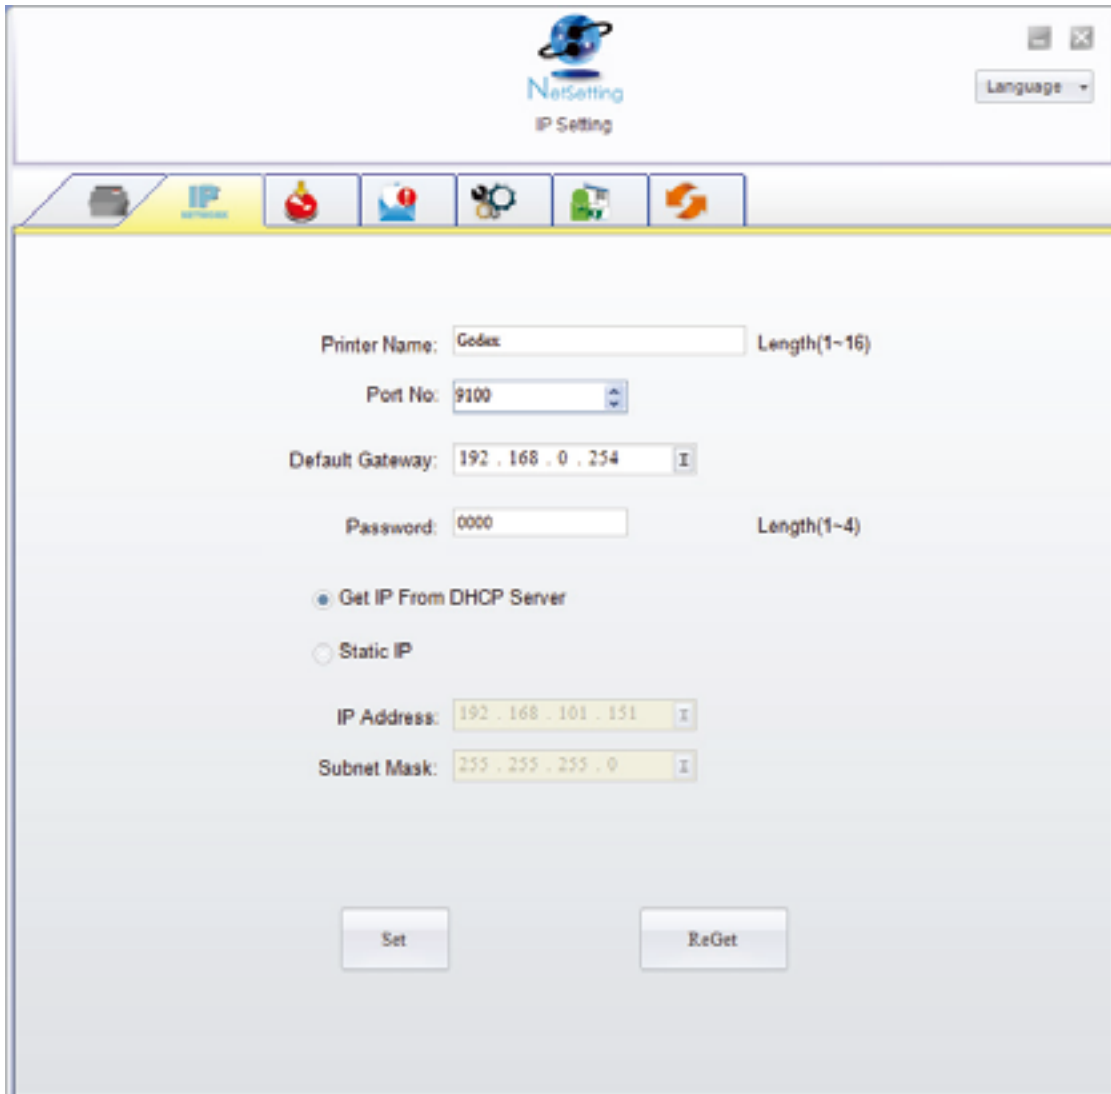 NetSetting
Language
IP Setting
IP
NETWORK
Printer Name: Godex Length(1~16)
Port No: 9100
Default Gateway: 192 . 168 . 0 . 254
Password: 0000 Length(1~4)
Get IP From DHCP Server
Static IP
IP Address: 192 . 168 . 101 . 151
Subnet Mask: 255 . 255 . 255 . 0
Set ReGet